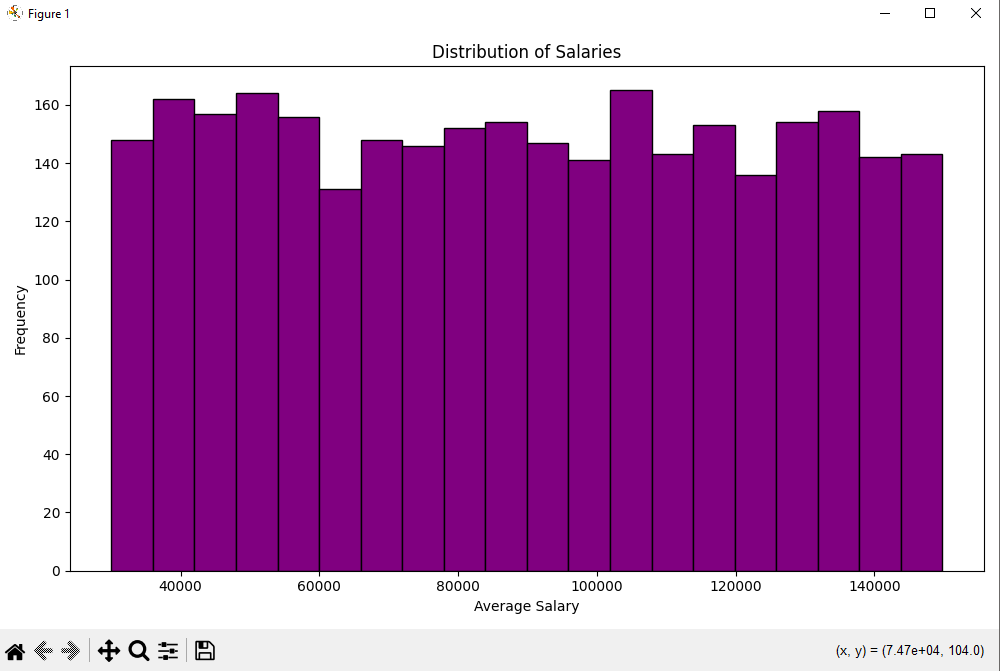 Figure 1
Distribution of Salaries
160
140
120
100
80
60
40
20
0
Frequency
40000 60000 80000 100000 120000 140000
Average Salary
(x, y) = (7.47e+04, 104.0)